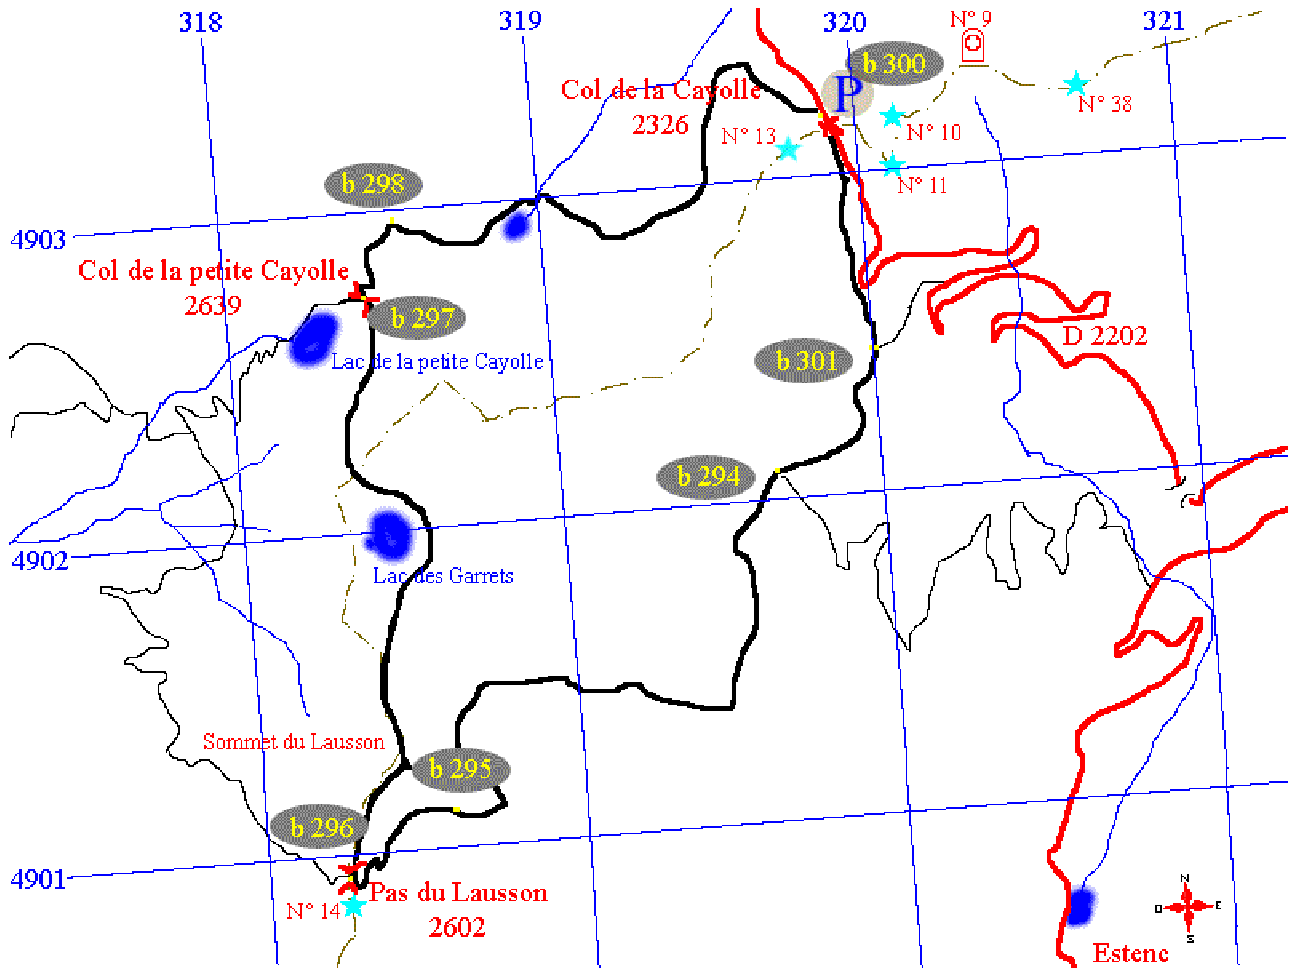 318
319
320
321
N° 9
b 300
P
Col de la Cayolle
2326
N° 38
N° 10
N° 13
N° 11
b 298
4903
Col de la petite Cayolle
2639
b 297
D 2202
Lac de la petite Cayolle
b 301
b 294
4902
Lac des Garrets
Sommet du Lausson
b 295
b 296
4901
Pas du Lausson
2602
N° 14
N
O
E
S
Estenc